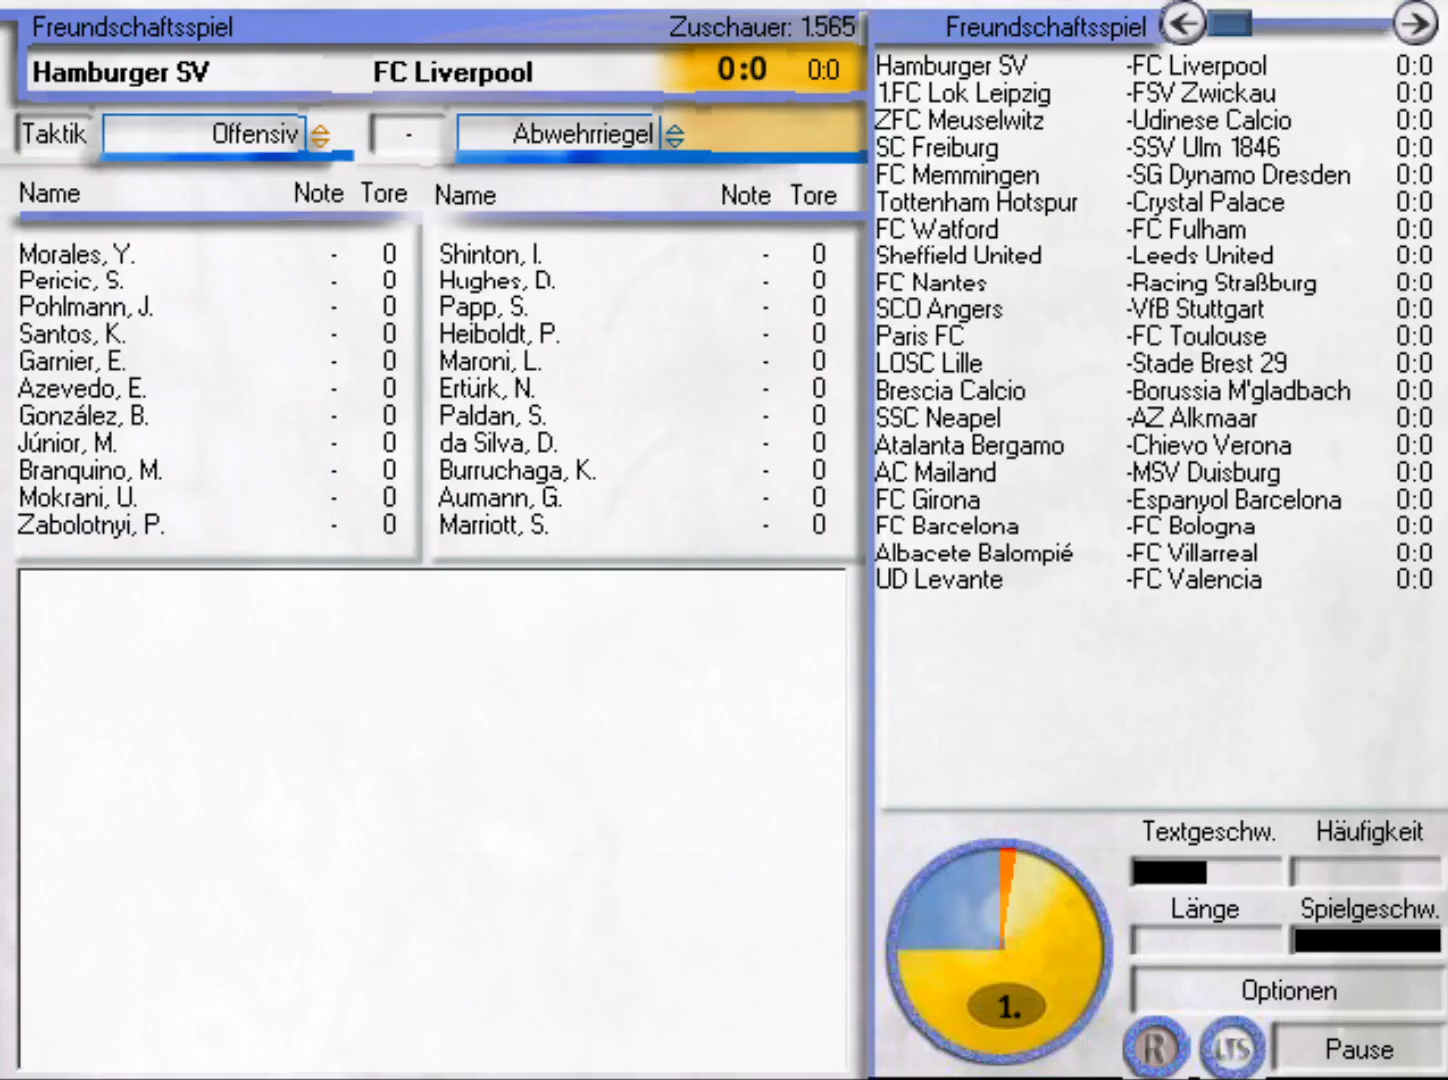 Freundschaftsspiel Zuschauer: 1.565
Hamburger SV FC Liverpool 0:0 0:0
Taktik Offensiv - Abwehrriegel
Name Note Tore Name Note Tore
Morales, Y. - 0 Shinton, I. - 0
Pericic, S. - 0 Hughes, D. - 0
Pohlmann, J. - 0 Papp, S. - 0
Santos, K. - 0 Heiboldt, P. - 0
Garnier, E. - 0 Maroni, L. - 0
Azevedo, E. - 0 Ertürk, N. - 0
González, B. - 0 Paldan, S. - 0
Júnior, M. - 0 da Silva, D. - 0
Branquino, M. - 0 Burruchaga, K. - 0
Mokrani, U. - 0 Aumann, G. - 0
Zabolotnyi, P. - 0 Marriott, S. - 0
Freundschaftsspiel
Hamburger SV -FC Liverpool 0:0
1.FC Lok Leipzig -FSV Zwickau 0:0
ZFC Meuselwitz -Udinese Calcio 0:0
SC Freiburg -SSV Ulm 1846 0:0
FC Memmingen -SG Dynamo Dresden 0:0
Tottenham Hotspur -Crystal Palace 0:0
FC Watford -FC Fulham 0:0
Sheffield United -Leeds United 0:0
FC Nantes -Racing Straßburg 0:0
SCO Angers -VfB Stuttgart 0:0
Paris FC -FC Toulouse 0:0
LOSC Lille -Stade Brest 29 0:0
Brescia Calcio -Borussia M'gladbach 0:0
SSC Neapel -AZ Alkmaar 0:0
Atalanta Bergamo -Chievo Verona 0:0
AC Mailand -MSV Duisburg 0:0
FC Girona -Espanyol Barcelona 0:0
FC Barcelona -FC Bologna 0:0
Albacete Balompié -FC Villarreal 0:0
UD Levante -FC Valencia 0:0
Textgeschw. Häufigkeit
Länge Spielgeschw.
Optionen
1.
R LTS Pause